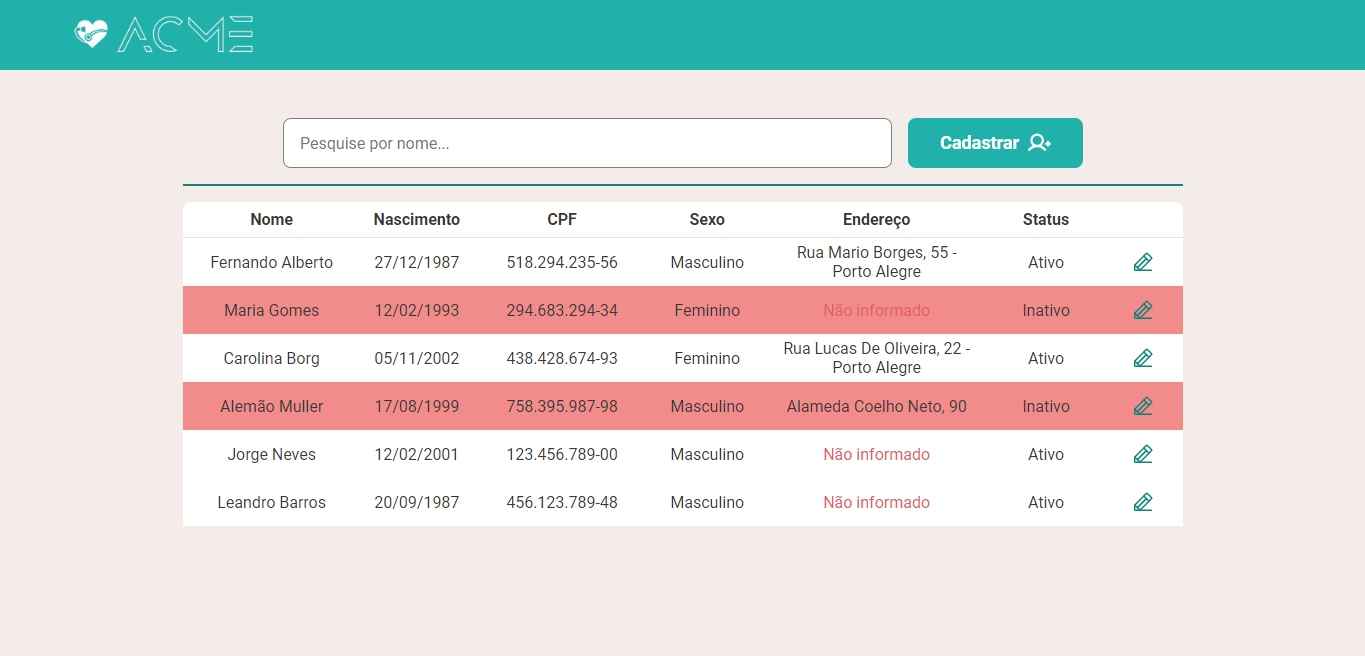 ACME
Pesquise por nome...
Cadastrar
Nome Nascimento CPF Sexo Endereço Status
Fernando Alberto 27/12/1987 518.294.235-56 Masculino Rua Mario Borges, 55 -
Porto Alegre Ativo
Maria Gomes 12/02/1993 294.683.294-34 Feminino Não informado Inativo
Carolina Borg 05/11/2002 438.428.674-93 Feminino Rua Lucas De Oliveira, 22 -
Porto Alegre Ativo
Alemão Muller 17/08/1999 758.395.987-98 Masculino Alameda Coelho Neto, 90 Inativo
Jorge Neves 12/02/2001 123.456.789-00 Masculino Não informado Ativo
Leandro Barros 20/09/1987 456.123.789-48 Masculino Não informado Ativo